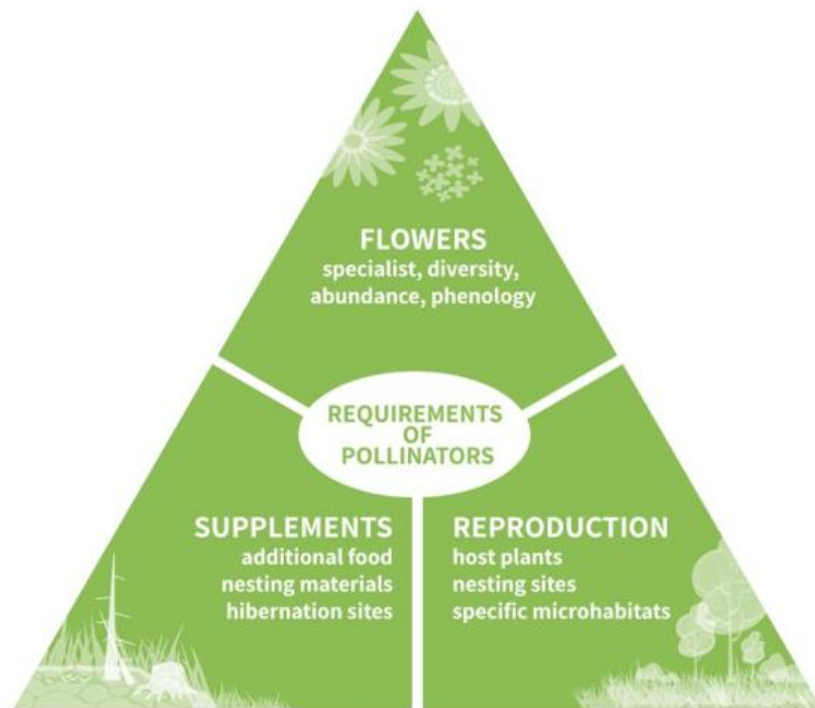 FLOWERS
specialist, diversity,
abundance, phenology
REQUIREMENTS
OF
POLLINATORS
SUPPLEMENTS
additional food
nesting materials
hibernation sites
REPRODUCTION
host plants
nesting sites
specific microhabitats